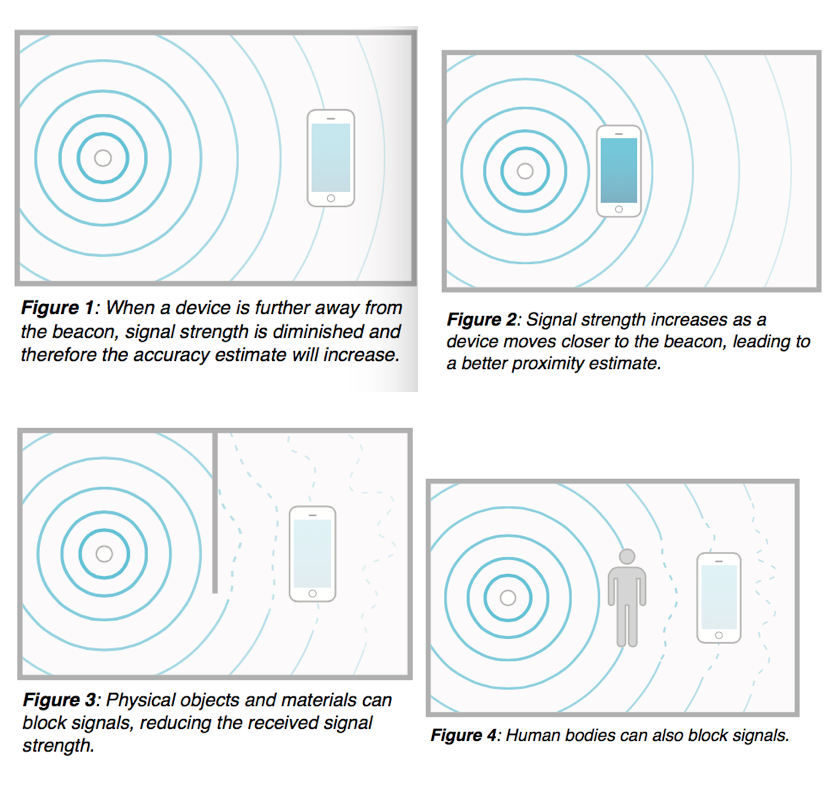 Figure 1: When a device is further away from
the beacon, signal strength is diminished and
therefore the accuracy estimate will increase.
Figure 2: Signal strength increases as a
device moves closer to the beacon, leading to
a better proximity estimate.
Figure 3: Physical objects and materials can
block signals, reducing the received signal
strength.
Figure 4: Human bodies can also block signals.